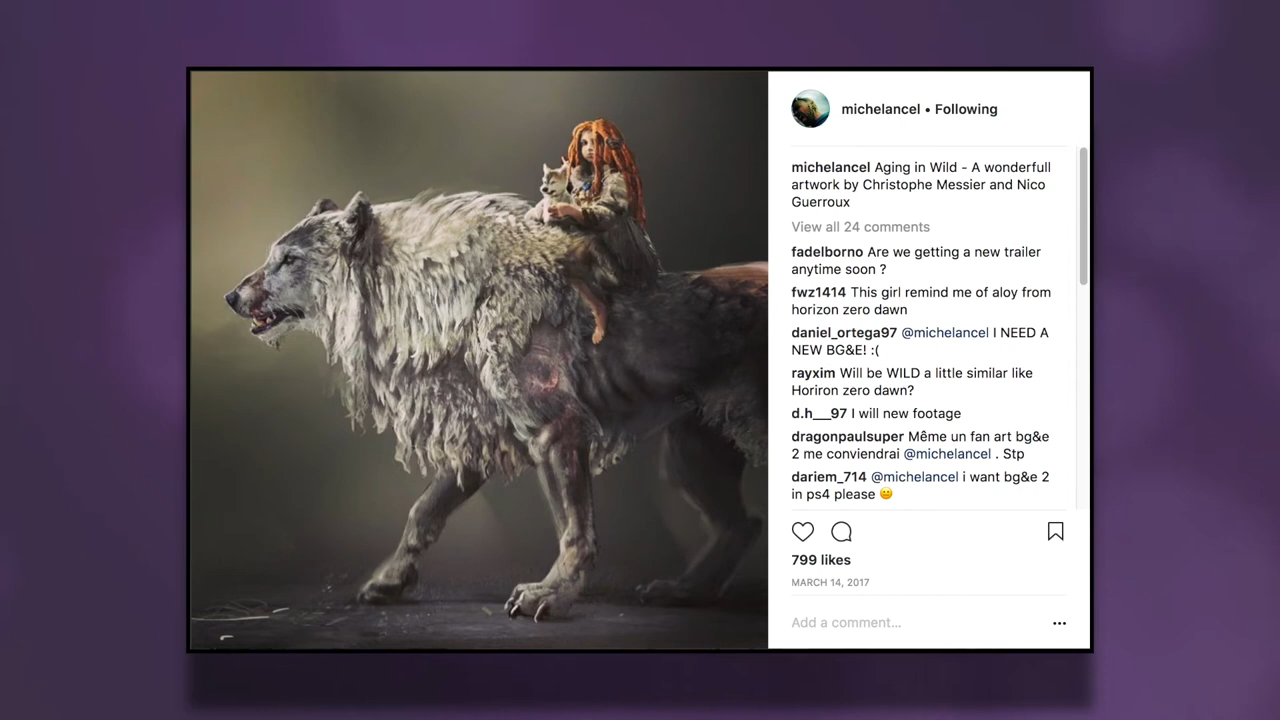 michelancel • Following
michelancel Aging in Wild - A wonderfull
artwork by Christophe Messier and Nico
Guerroux
View all 24 comments
fadelborno Are we getting a new trailer
anytime soon ?
fwz1414 This girl remind me of aloy from
horizon zero dawn
daniel_ortega97 @michelancel I NEED A
NEW BG&E! :(
rayxim Will be WILD a little similar like
Horiron zero dawn?
d.h___97 I will new footage
dragonpaulsuper Même un fan art bg&e
2 me conviendrai @michelancel . Stp
dariem_714 @michelancel i want bg&e 2
in ps4 please 😕
799 likes
MARCH 14, 2017
Add a comment...